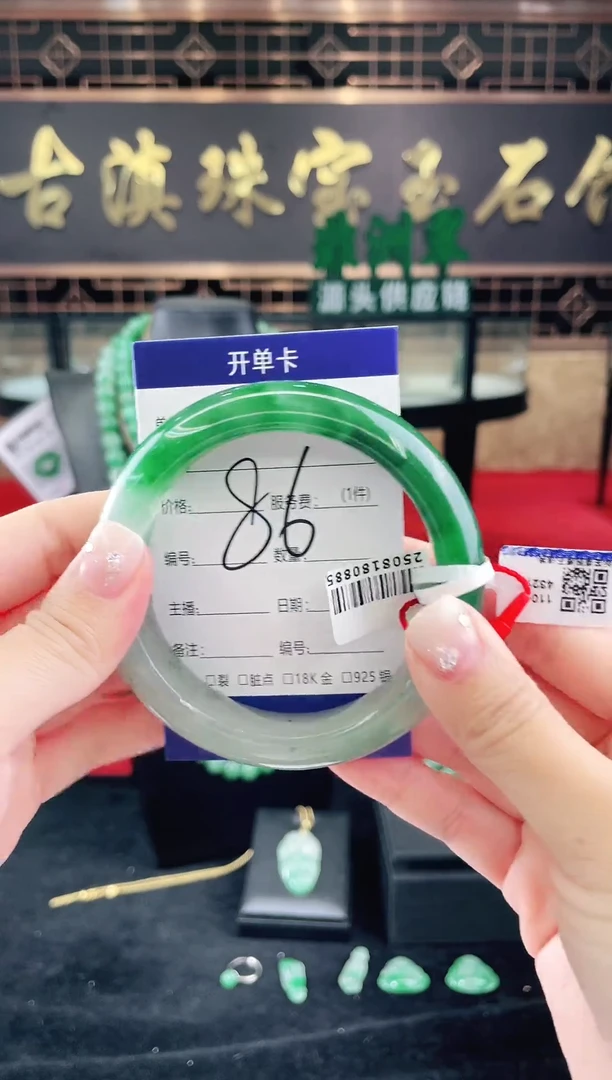 古滇珠宝玉石馆
源头供应链
开单卡
价格:
服务费:
(1件)
86
编号:
数量:
2508180885
主播:
日期:
备注:
编号:
□裂 □脏点 □18K金 □925银